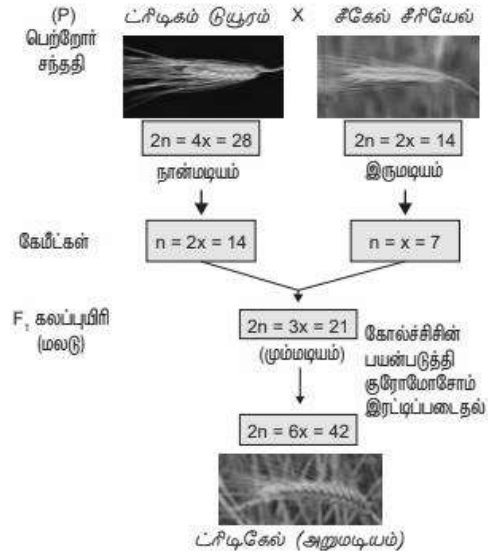 (P)
பெற்றோர்
சந்ததி
ட்ரிடிகம் டுயூரம் X சீகேல் சீரியேல்
2n = 4x = 28
நான்மடியம்
2n = 2x = 14
இருமடியம்
கேமீட்கள்
n = 2x = 14
n = x = 7
F₁ கலப்புயிரி
(மலடு)
2n = 3x = 21
(மும்மடியம்)
கோல்ச்சிசின்
பயன்படுத்தி
குரோமோசோம்
இரட்டிப்படைதல்
2n = 6x = 42
ட்ரிடிகேல் (அறுமடியம்)